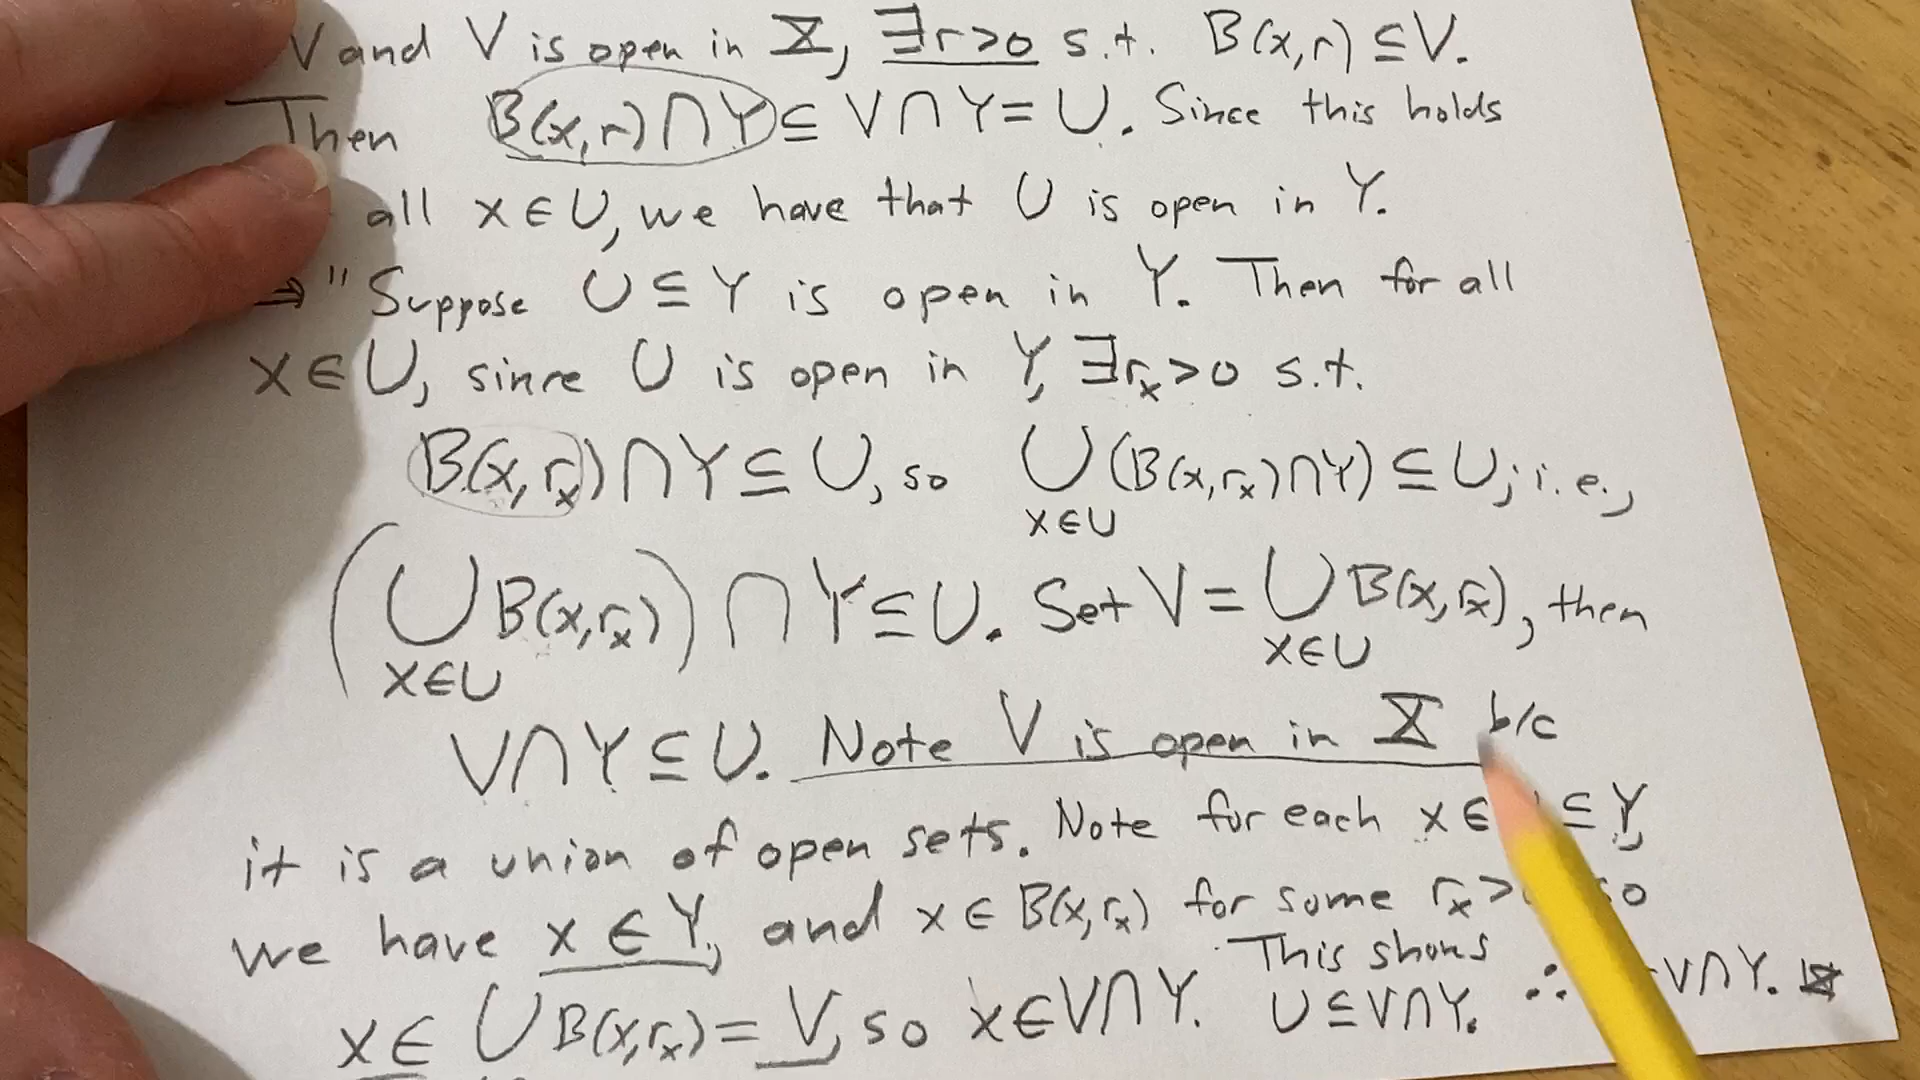 V and V is open in X, ∃r>0 s.t. B(x,r) ⊆ V.
Then B(x,r) ∩ Y ⊆ V ∩ Y = U. Since this holds
all x ∈ U, we have that U is open in Y.
⇒" Suppose U ⊆ Y is open in Y. Then for all
x ∈ U, since U is open in Y, ∃rₓ>0 s.t.
B(x,rₓ) ∩ Y ⊆ U, so ⋃ (B(x,rₓ) ∩ Y) ⊆ U; i.e.,
x ∈ U
(⋃ B(x,rₓ)) ∩ Y ⊆ U. Set V = ⋃ B(x,rₓ), then
x ∈ U x ∈ U
V ∩ Y ⊆ U. Note V is open in X b/c
it is a union of open sets. Note for each x ∈ ⊆ Y,
we have x ∈ Y, and x ∈ B(x,rₓ) for some rₓ> so
x ∈ ⋃ B(x,rₓ) = V, so x ∈ V ∩ Y. This shows U ⊆ V ∩ Y. ∴ V ∩ Y.